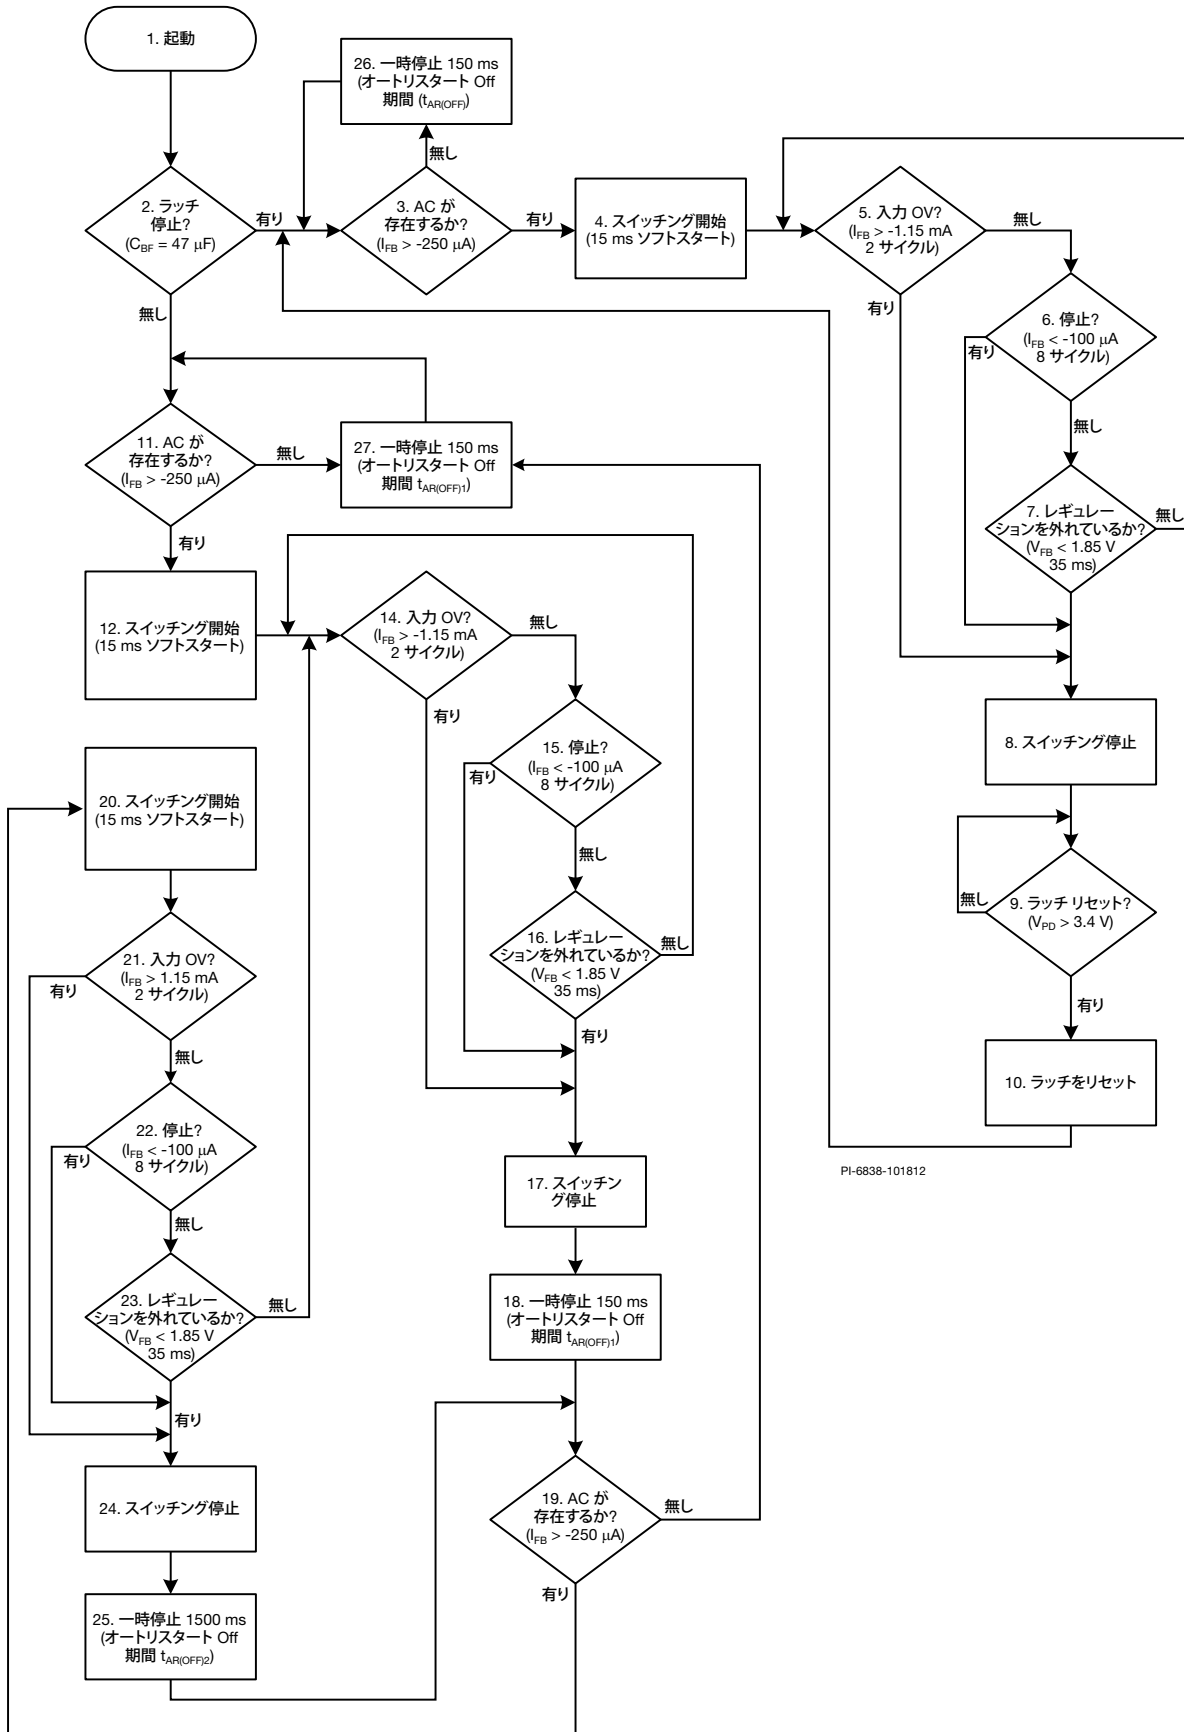 1. 起動
26. 一時停止 150 ms
(オートリスタート Off
期間 (tAR(OFF))
無し
2. ラッチ
停止?
(CBF = 47 µF)
有り
無し
3. AC が
存在するか?
(IFB > -250 µA)
有り
4. スイッチング開始
(15 ms ソフトスタート)
5. 入力 OV?
(IFB > -1.15 mA
2 サイクル)
無し
有り
6. 停止?
(IFB < -100 µA
8 サイクル)
有り
無し
7. レギュレー
ションを外れているか?
(VFB < 1.85 V
35 ms)
無し
8. スイッチング停止
9. ラッチ リセット?
(VPD > 3.4 V)
無し
有り
10. ラッチをリセット
PI-6838-101812
11. AC が
存在するか?
(IFB > -250 µA)
無し
有り
27. 一時停止 150 ms
(オートリスタート Off
期間 tAR(OFF)1)
12. スイッチング開始
(15 ms ソフトスタート)
14. 入力 OV?
(IFB > -1.15 mA
2 サイクル)
無し
有り
15. 停止?
(IFB < -100 µA
8 サイクル)
有り
無し
16. レギュレー
ションを外れているか?
(VFB < 1.85 V
35 ms)
無し
有り
17. スイッチン
グ停止
18. 一時停止 150 ms
(オートリスタート Off
期間 tAR(OFF)1)
19. AC が
存在するか?
(IFB > -250 µA)
無し
有り
20. スイッチング開始
(15 ms ソフトスタート)
21. 入力 OV?
(IFB > 1.15 mA
2 サイクル)
有り
無し
22. 停止?
(IFB < -100 µA
8 サイクル)
有り
無し
23. レギュレー
ションを外れているか?
(VFB < 1.85 V
35 ms)
無し
有り
24. スイッチング停止
25. 一時停止 1500 ms
(オートリスタート Off
期間 tAR(OFF)2)